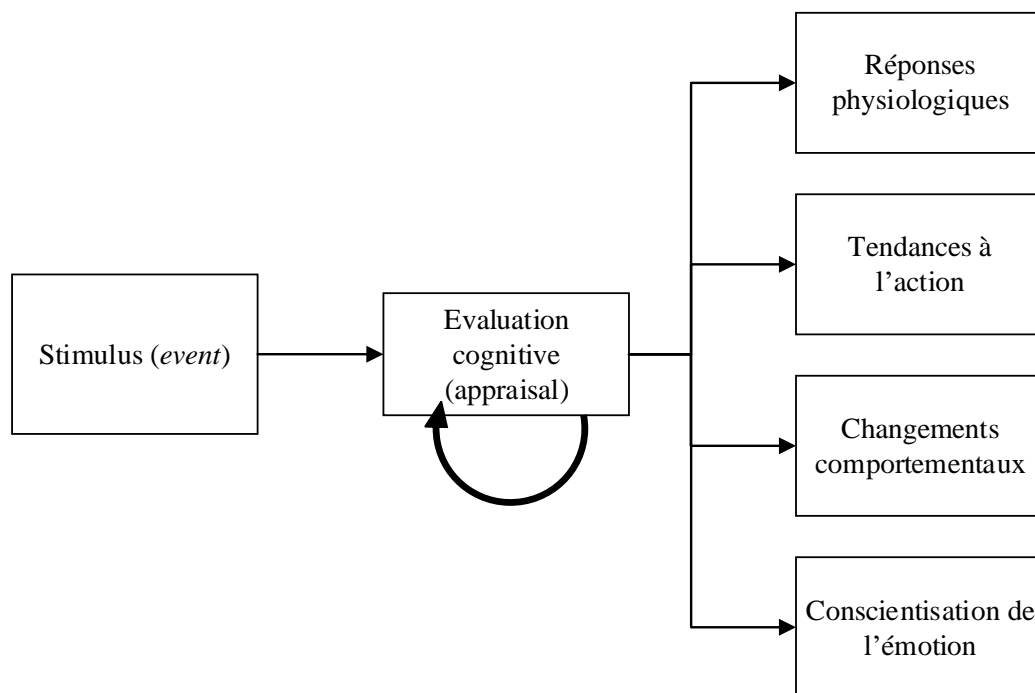 Stimulus (event)
Evaluation
cognitive
(appraisal)
Réponses
physiologiques
Tendances à
l’action
Changements
comportementaux
Conscientisation de
l’émotion